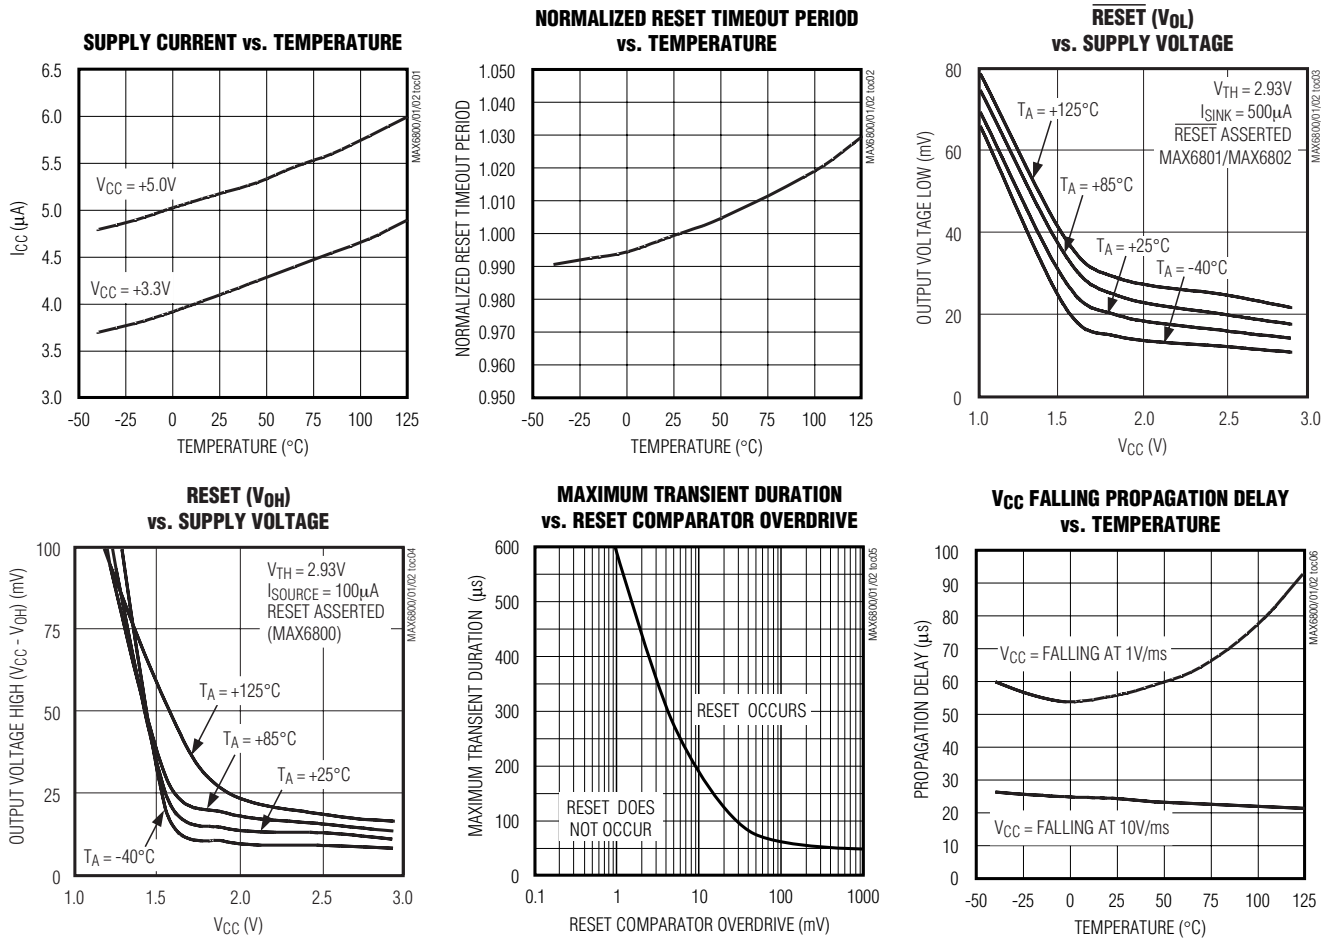 SUPPLY CURRENT vs. TEMPERATURE
6.5
6.0
5.5
5.0
4.5
4.0
3.5
3.0
ICC (µA)
VCC = +5.0V
VCC = +3.3V
-50 -25 0 25 50 75 100 125
TEMPERATURE (°C)
MAX6800/01/02 toc01
NORMALIZED RESET TIMEOUT PERIOD
vs. TEMPERATURE
1.050
1.040
1.030
1.020
1.010
1.000
0.990
0.980
0.970
0.960
0.950
NORMALIZED RESET TIMEOUT PERIOD
-50 -25 0 25 50 75 100 125
TEMPERATURE (°C)
MAX6800/01/02 toc02
RESET (VOL)
vs. SUPPLY VOLTAGE
80
60
40
20
0
OUTPUT VOLTAGE LOW (mV)
VTH = 2.93V
ISINK = 500µA
RESET ASSERTED
MAX6801/MAX6802
TA = +125°C
TA = +85°C
TA = +25°C
TA = -40°C
1.0 1.5 2.0 2.5 3.0
VCC (V)
MAX6800/01/02 toc03
RESET (VOH)
vs. SUPPLY VOLTAGE
100
75
50
25
0
OUTPUT VOLTAGE HIGH (VCC - VOH) (mV)
VTH = 2.93V
ISOURCE = 100µA
RESET ASSERTED
(MAX6800)
TA = +125°C
TA = +85°C
TA = +25°C
TA = -40°C
1.0 1.5 2.0 2.5 3.0
VCC (V)
MAX6800/01/02 toc04
MAXIMUM TRANSIENT DURATION
vs. RESET COMPARATOR OVERDRIVE
600
500
400
300
200
100
0
MAXIMUM TRANSIENT DURATION (µs)
RESET OCCURS
RESET DOES
NOT OCCUR
0.1 1 10 100 1000
RESET COMPARATOR OVERDRIVE (mV)
MAX6800/01/02 toc05
VCC FALLING PROPAGATION DELAY
vs. TEMPERATURE
100
90
80
70
60
50
40
30
20
10
0
PROPAGATION DELAY (µs)
VCC = FALLING AT 1V/ms
VCC = FALLING AT 10V/ms
-50 -25 0 25 50 75 100 125
TEMPERATURE (°C)
MAX6800/01/02 toc06